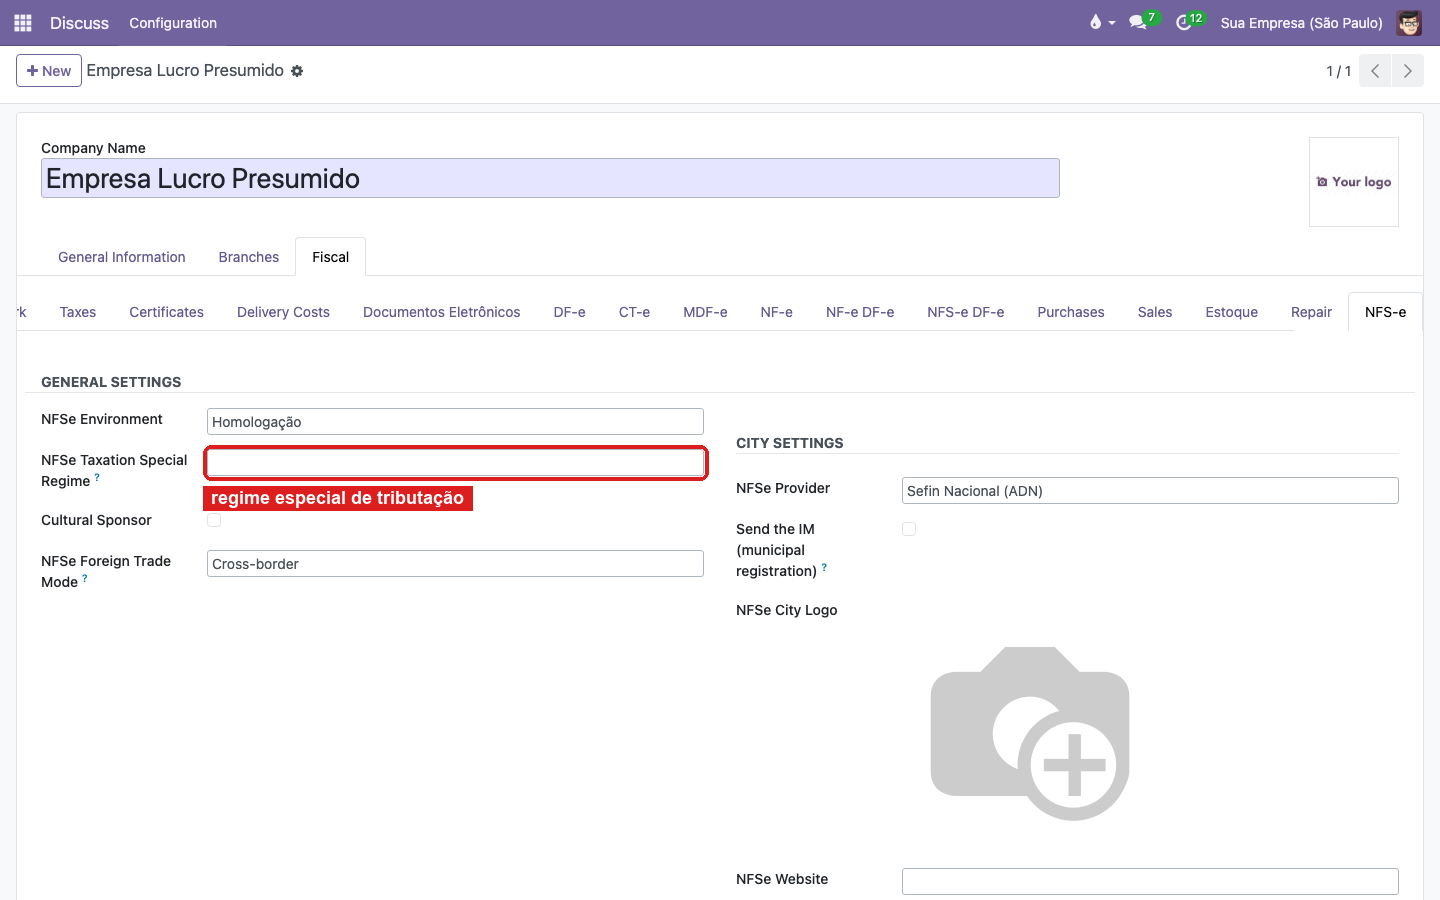 Discuss
Configuration
7
12
Sua Empresa (São Paulo)
New
Empresa Lucro Presumido
1 / 1
Company Name
Empresa Lucro Presumido
Your logo
General Information
Branches
Fiscal
rk
Taxes
Certificates
Delivery Costs
Documentos Eletrônicos
DF-e
CT-e
MDF-e
NF-e
NF-e DF-e
NFS-e DF-e
Purchases
Sales
Estoque
Repair
NFS-e
GENERAL SETTINGS
NFSe Environment
Homologação
NFSe Taxation Special
Regime ?
regime especial de tributação
Cultural Sponsor
NFSe Foreign Trade
Mode ?
Cross-border
CITY SETTINGS
NFSe Provider
Sefin Nacional (ADN)
Send the IM
(municipal
registration) ?
NFSe City Logo
NFSe Website